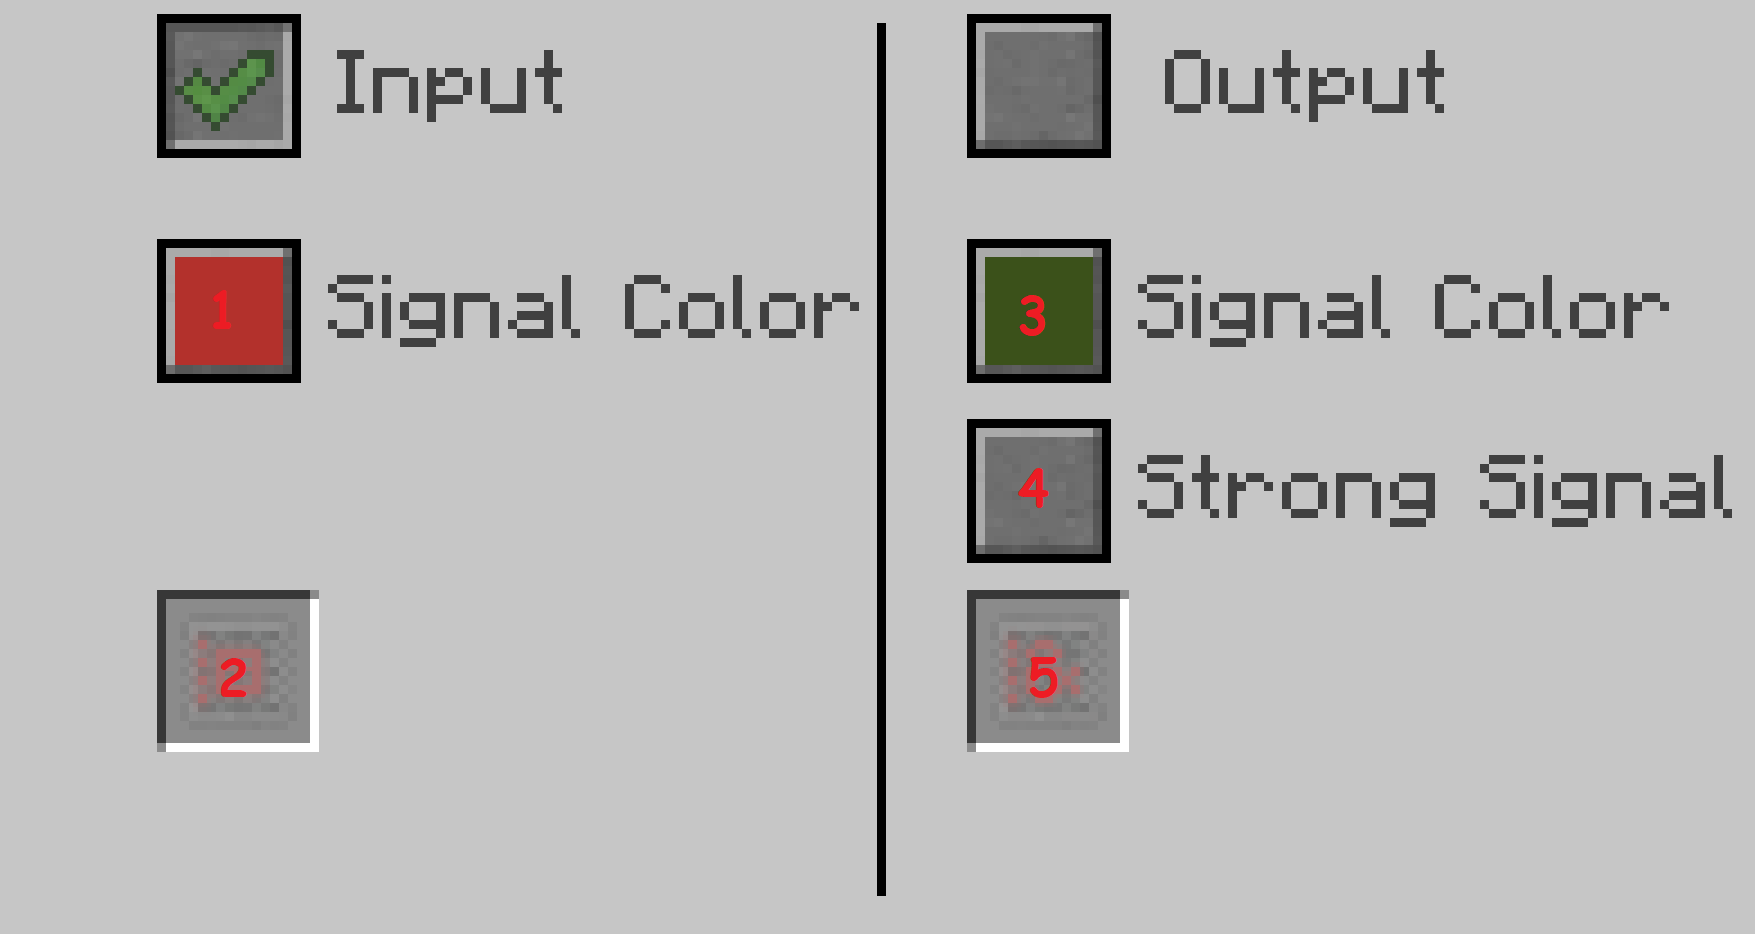 Input
Output
1 Signal Color
3 Signal Color
4 Strong Signal
2
5